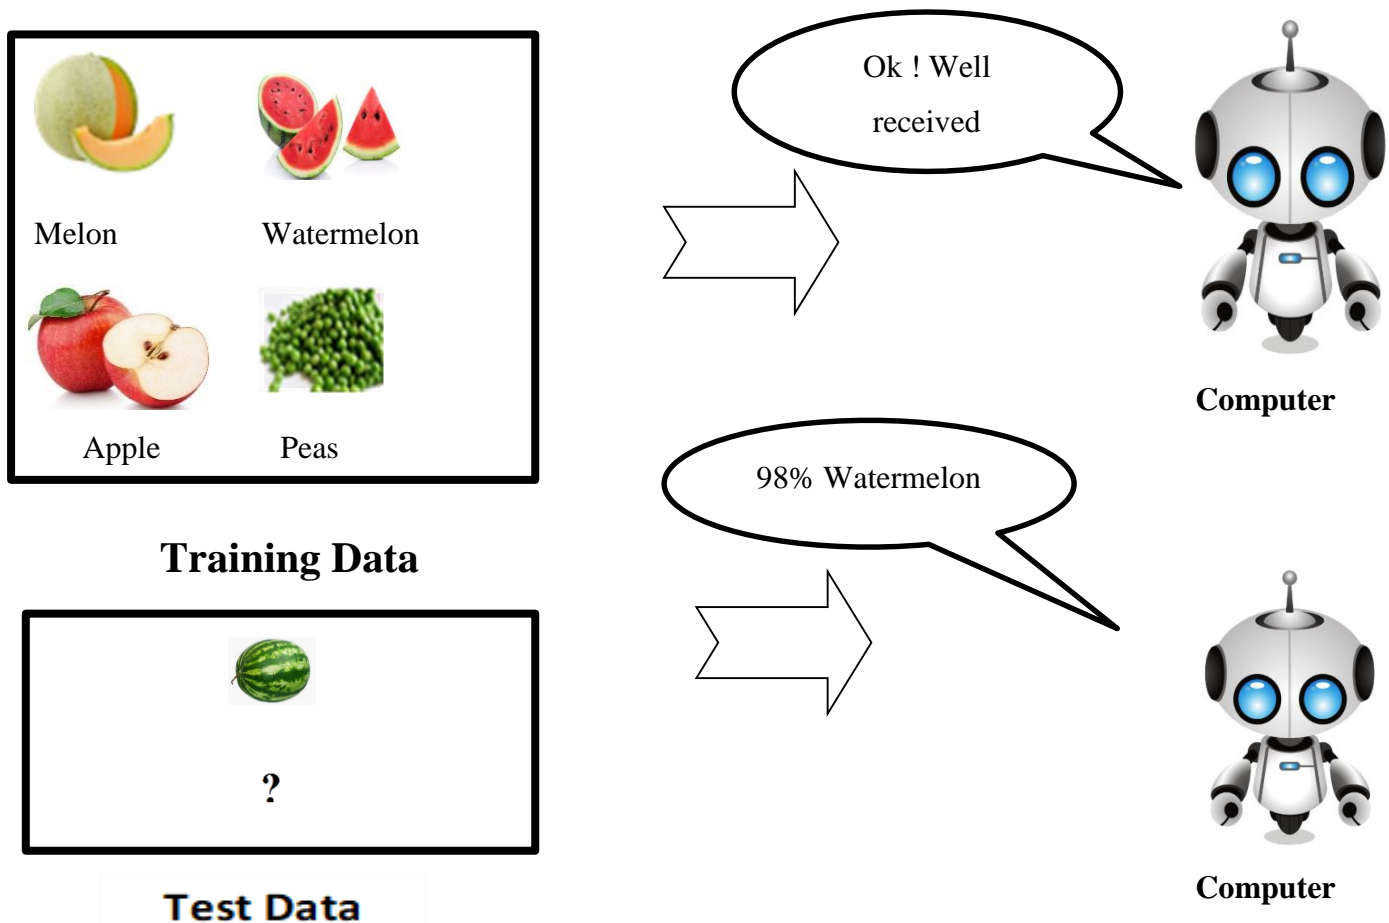 Ok ! Well
received
Melon
Watermelon
Apple
Peas
Computer
98% Watermelon
Training Data
?
Test Data
Computer